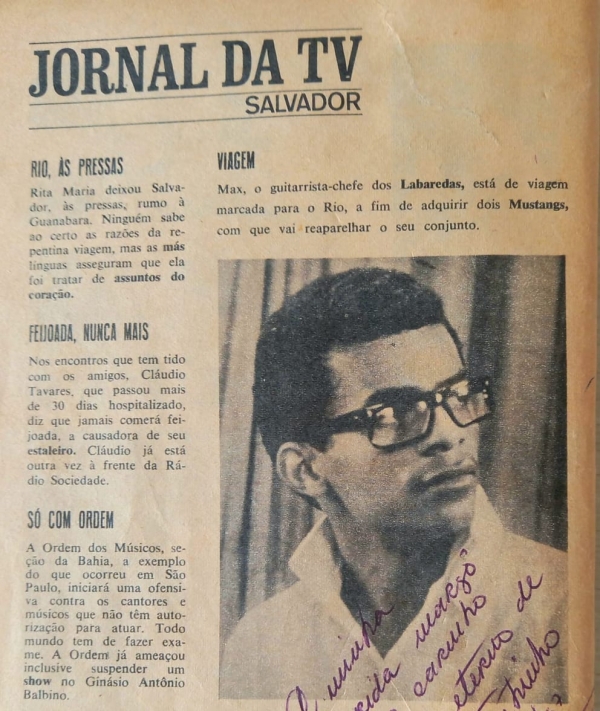 JORNAL DA TV
SALVADOR
RIO, ÀS PRESSAS
Rita Maria deixou Salva-
dor, às pressas, rumo à
Guanabara. Ninguém sabe
ao certo as razões da re-
pentina viagem, mas as más
línguas asseguram que ela
foi tratar de assuntos do
coração.
FEIJOADA, NUNCA MAIS
Nos encontros que tem tido
com os amigos, Cláudio
Tavares, que passou mais
de 30 dias hospitalizado,
diz que jamais comerá fei-
joada, a causadora de seu
estaleiro. Cláudio já está
outra vez à frente da Rá-
dio Sociedade.
SÓ COM ORDEM
A Ordem dos Músicos, se-
ção da Bahia, a exemplo
do que ocorreu em São
Paulo, iniciará uma ofensi-
va contra os cantores e
músicos que não têm auto-
rização para atuar. Todo
mundo tem de fazer exa-
me. A Ordem já ameaçou
inclusive suspender um
show no Ginásio Antônio
Balbino.
VIAGEM
Max, o guitarrista-chefe dos Labaredas, está de viagem
marcada para o Rio, a fim de adquirir dois Mustangs,
com que vai reaparelhar o seu conjunto.
carinho
eterno de